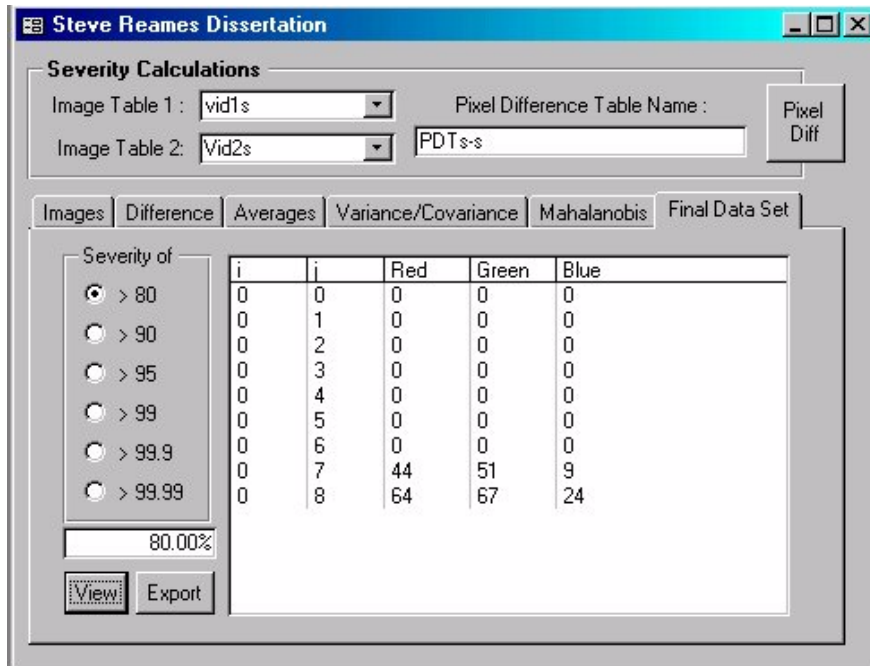 Steve Reames Dissertation
Severity Calculations
Image Table 1 : vid1s
Pixel Difference Table Name :
Image Table 2: Vid2s
PDTs-s
Pixel
Diff
Images Difference Averages Variance/Covariance Mahalanobis Final Data Set
Severity of
> 80
> 90
> 95
> 99
> 99.9
> 99.99
80.00%
View Export
i j Red Green Blue
0 0 0 0 0
0 1 0 0 0
0 2 0 0 0
0 3 0 0 0
0 4 0 0 0
0 5 0 0 0
0 6 0 0 0
0 7 44 51 9
0 8 64 67 24